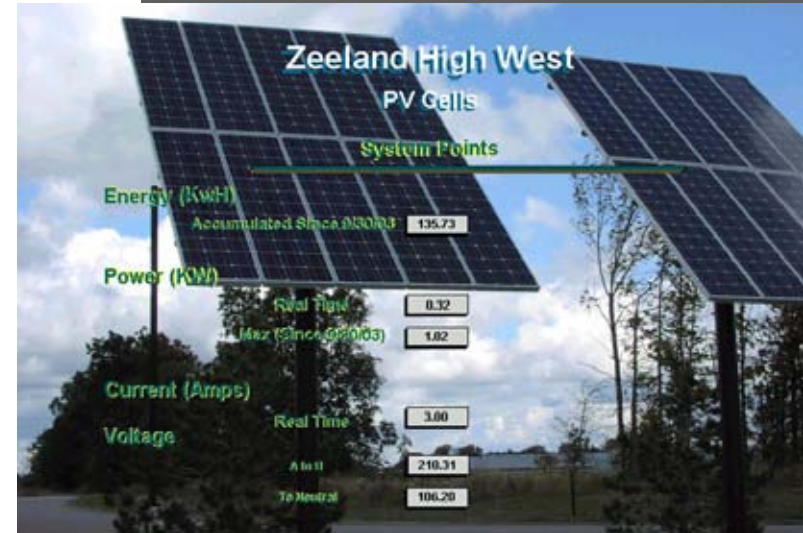 Zeeland High West
PV Cells
System Points
Energy (KwH)
Accumulated Since 9/30/03 135.73
Power (KW)
Real Time 0.32
Max (Since 9/30/03) 1.02
Current (Amps)
Real Time 3.00
Voltage
210.31
To Neutral 106.20